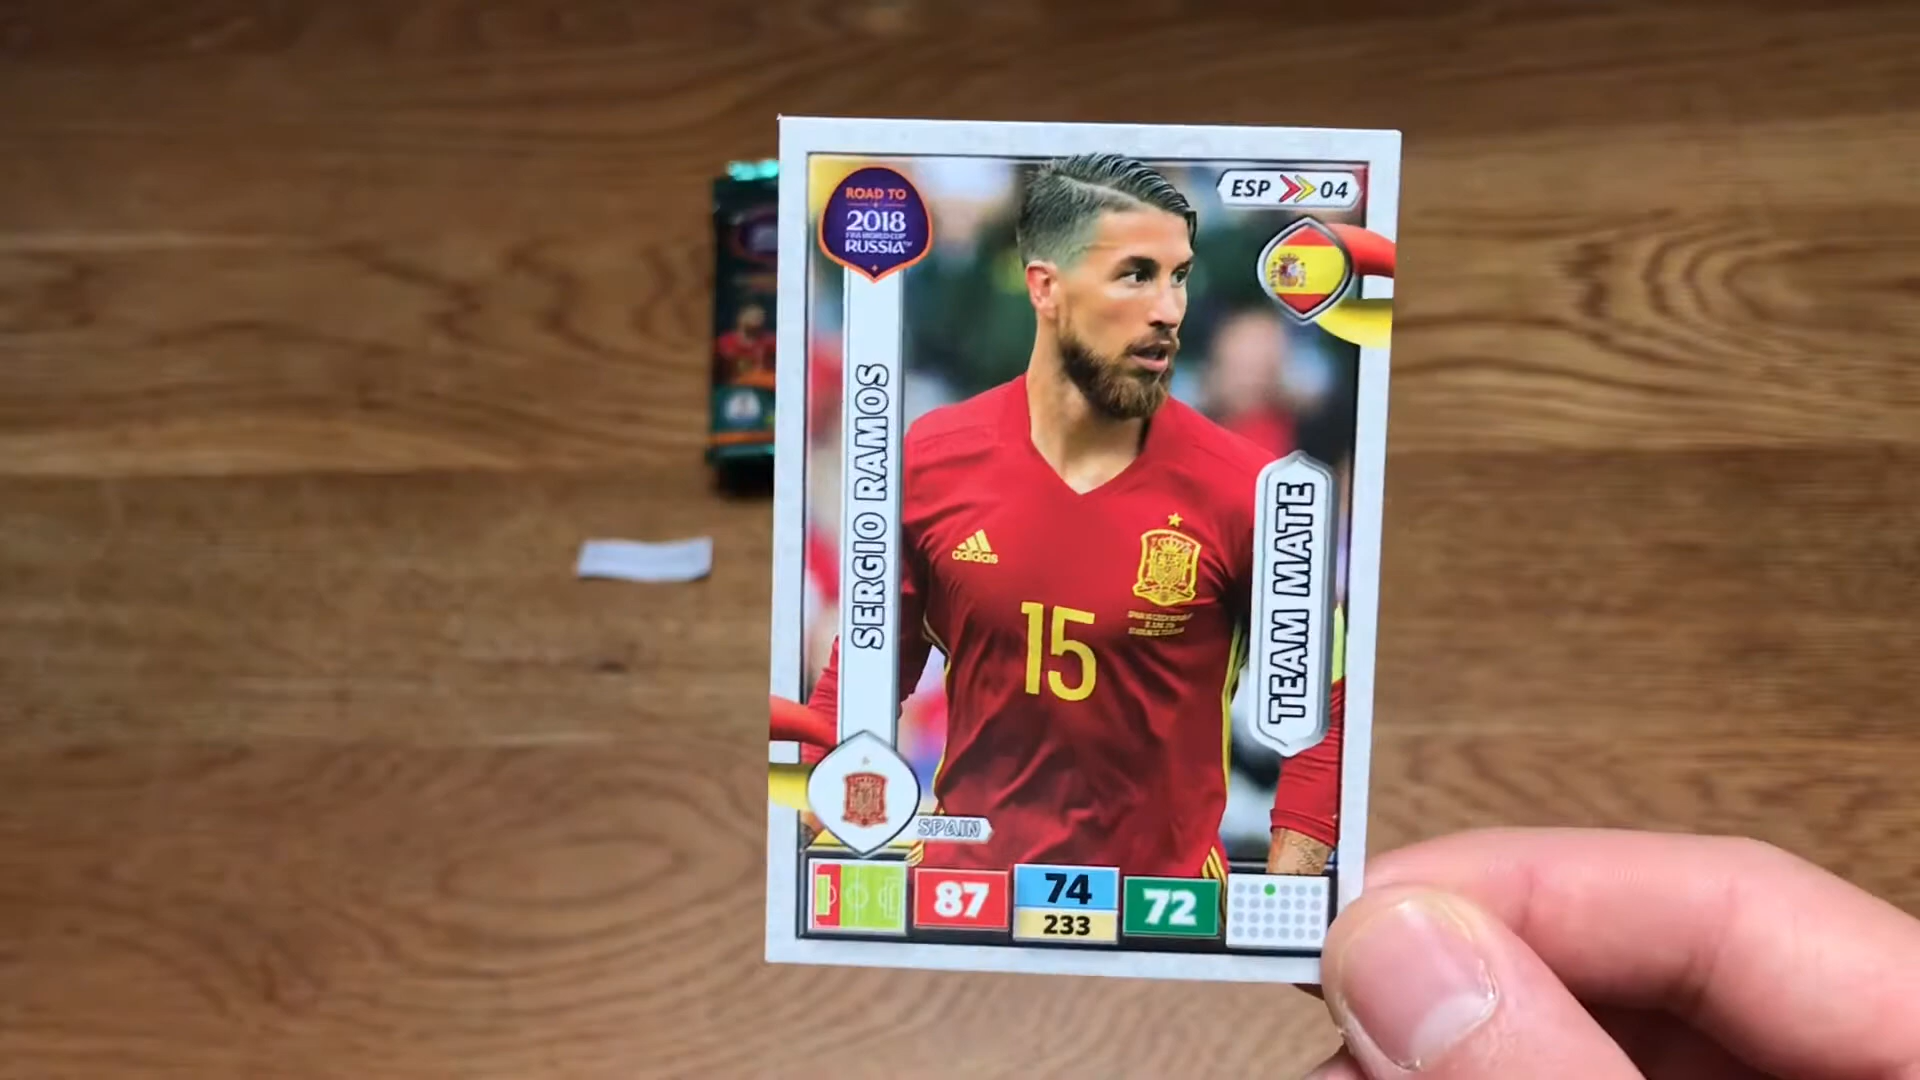 ROAD TO
2018
FIFA WORLD CUP
RUSSIA™
ESP 04
SERGIO RAMOS
adidas
15
TEAM MATE
SPAIN
87
74
233
72